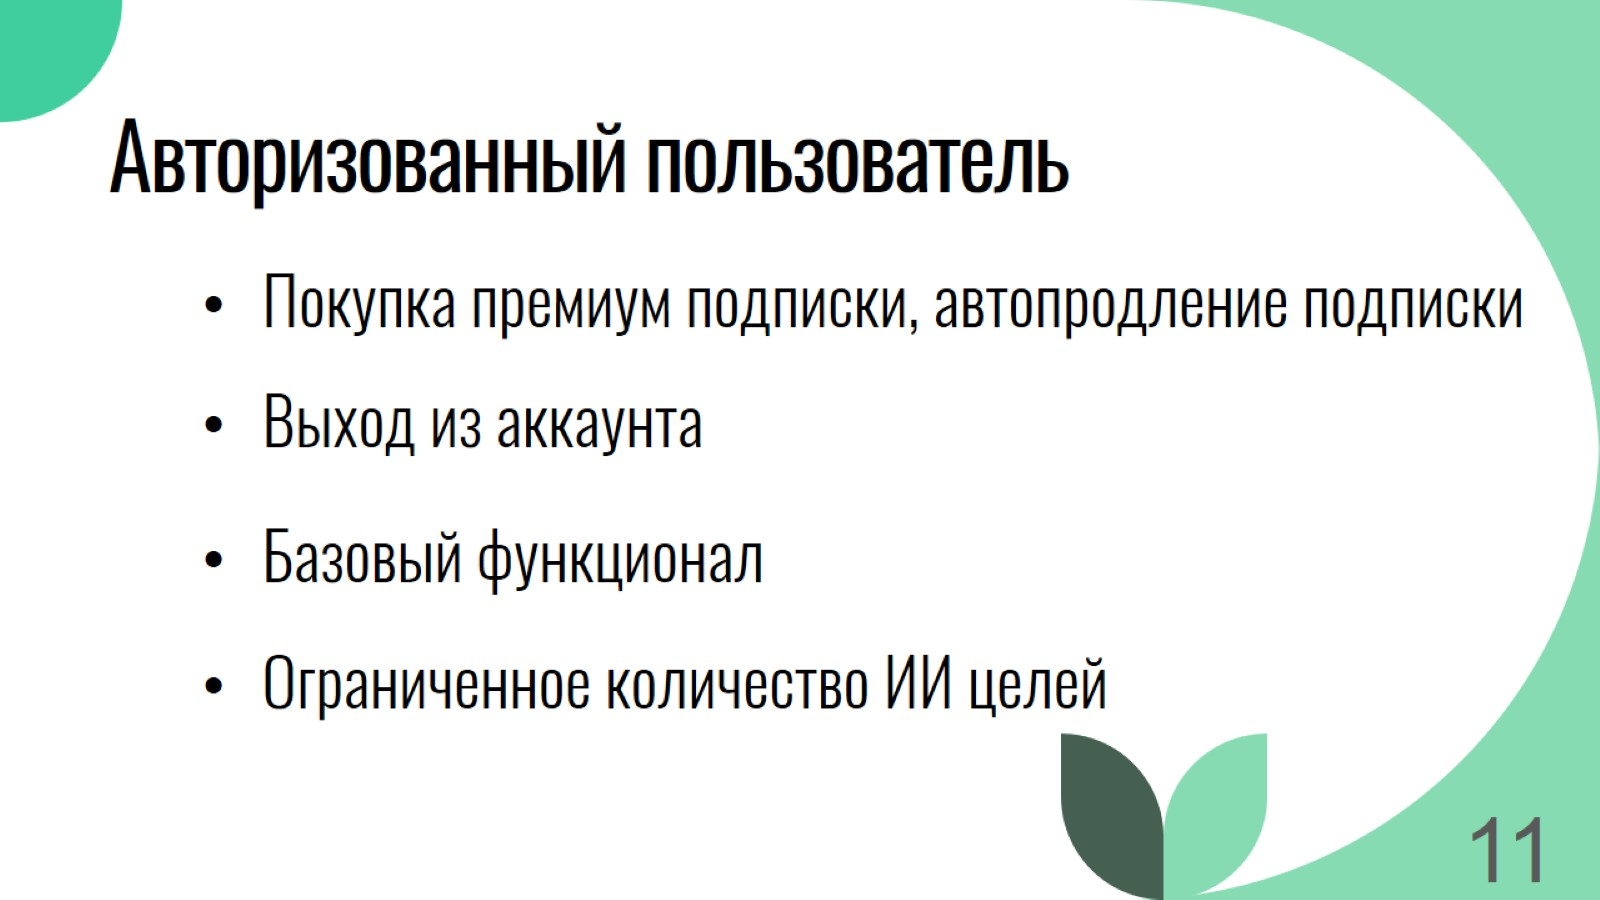 Авторизованный пользователь
• Покупка премиум подписки, автопродление подписки
• Выход из аккаунта
• Базовый функционал
• Ограниченное количество ИИ целей
11